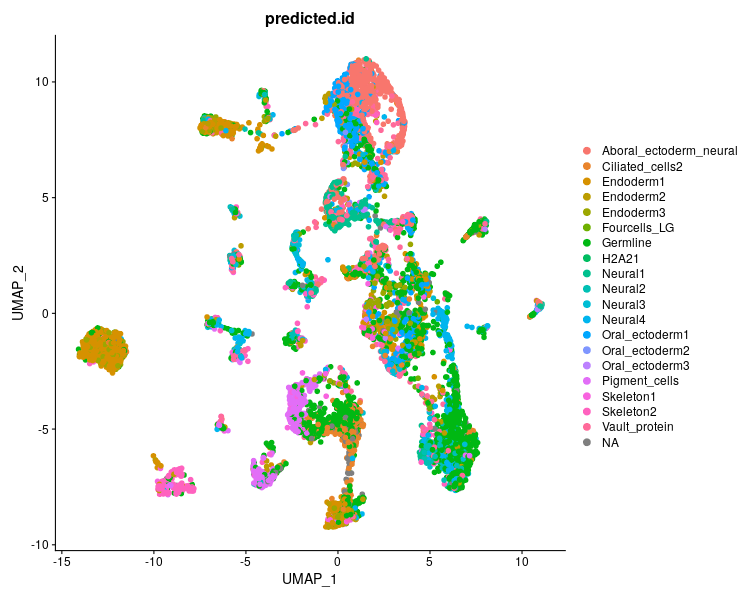 predicted.id
10
5
0
-5
-10
UMAP_2
-15
-10
-5
0
5
10
UMAP_1
Aboral_ectoderm_neural
Ciliated_cells2
Endoderm1
Endoderm2
Endoderm3
Fourcells_LG
Germline
H2A21
Neural1
Neural2
Neural3
Neural4
Oral_ectoderm1
Oral_ectoderm2
Oral_ectoderm3
Pigment_cells
Skeleton1
Skeleton2
Vault_protein
NA